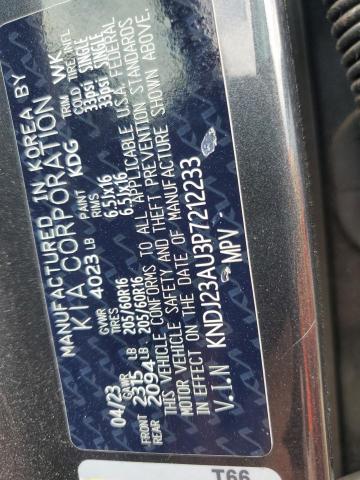 MANUFACTURED IN KOREA BY
KIA CORPORATION
04/23 GVWR 4023 LB PAINT KDG TRIM WK
GAWR TIRES RIMS COLD TIRE INFL
FRONT 2315 LB 205/60R16 6.5Jx16 33psi SINGLE
REAR 2094 LB 205/60R16 6.5Jx16 33psi SINGLE
THIS VEHICLE CONFORMS TO ALL APPLICABLE U.S.A. FEDERAL
MOTOR VEHICLE SAFETY AND THEFT PREVENTION STANDARDS
IN EFFECT ON THE DATE OF MANUFACTURE SHOWN ABOVE.
V.I.N KNDJ23AU3P7212233
MPV
T66